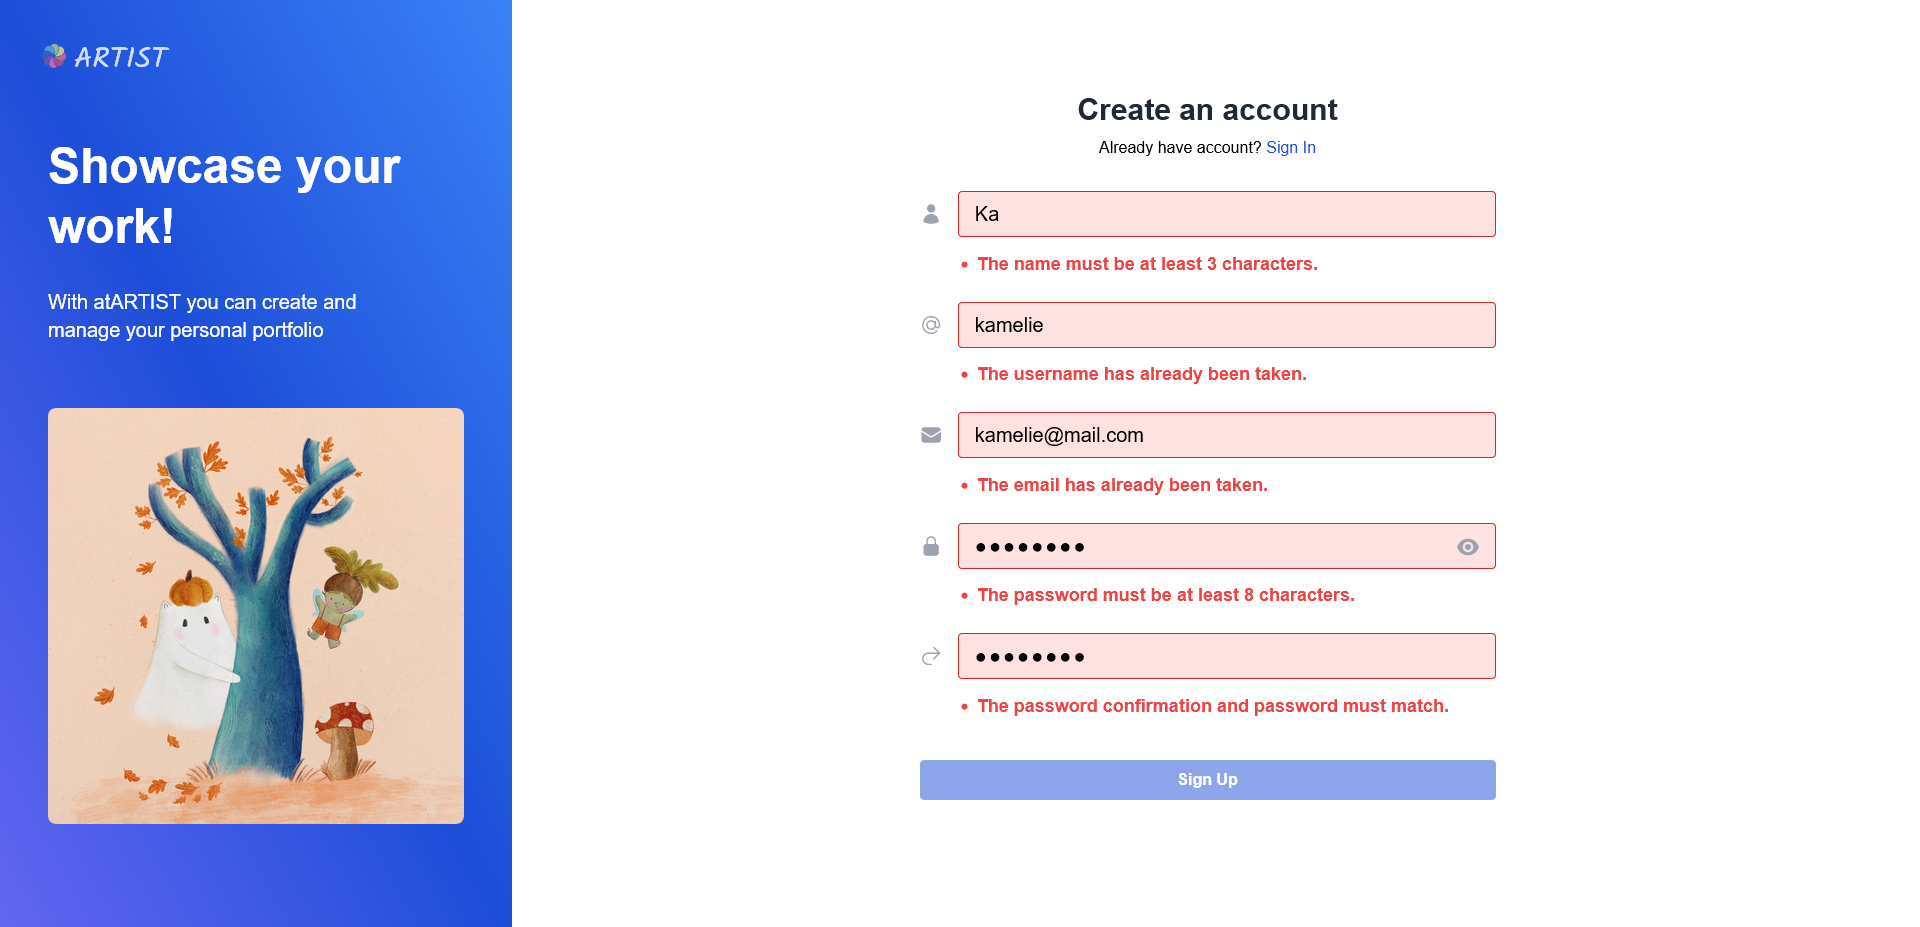 ARTIST
Showcase your
work!
With atARTIST you can create and
manage your personal portfolio
Create an account
Already have account? Sign In
Ka
• The name must be at least 3 characters.
kamelie
• The username has already been taken.
kamelie@mail.com
• The email has already been taken.
••••••••
• The password must be at least 8 characters.
••••••••
• The password confirmation and password must match.
Sign Up